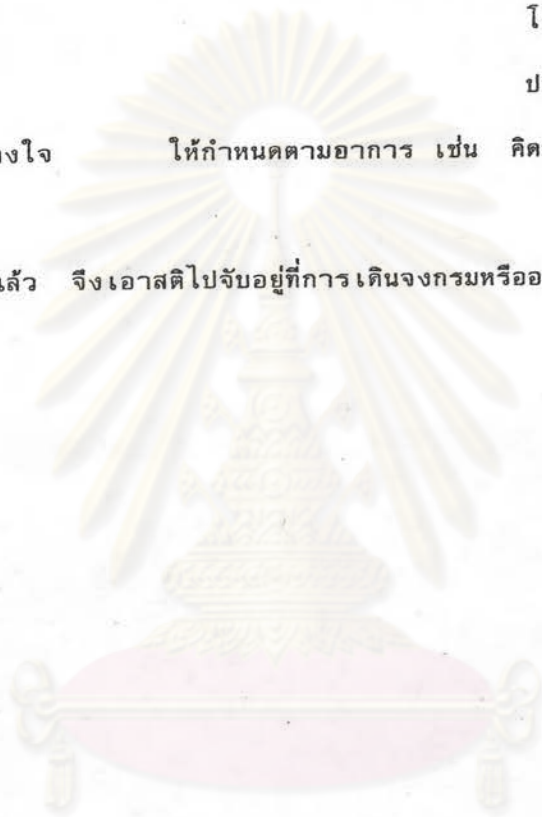 โ
ป
งใจ ให้กำหนดตามอาการ เช่น คิด
แล้ว จึงเอาสติไปจับอยู่ที่การเดินจงกรมหรืออ